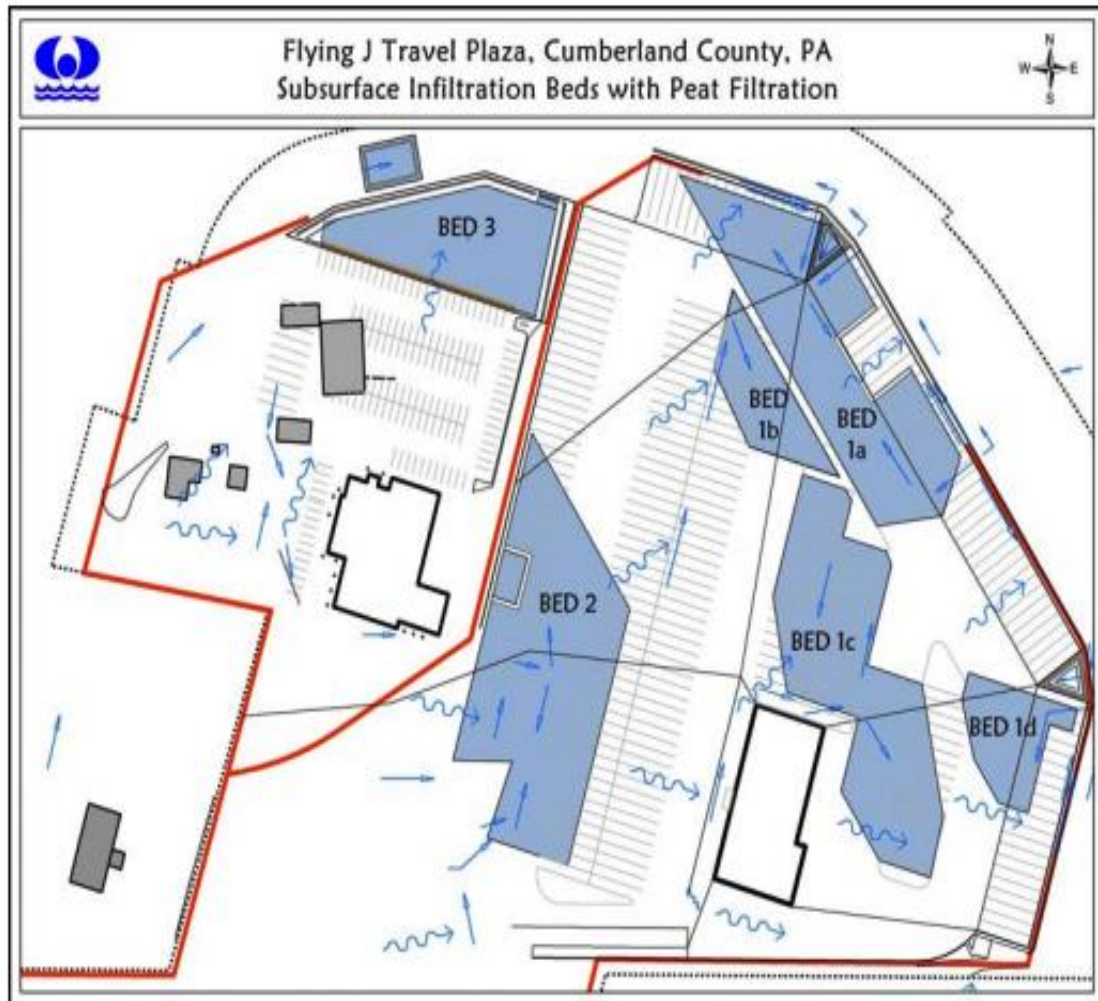 Flying J Travel Plaza, Cumberland County, PA
Subsurface Infiltration Beds with Peat Filtration
N
W E
S
BED 3
BED
1b
BED
1a
BED 2
BED 1c
BED 1d